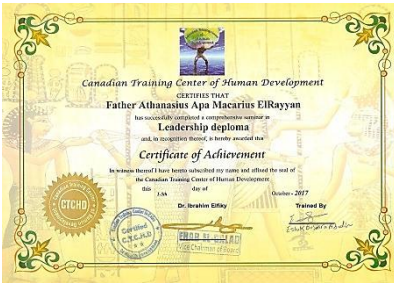 Canadian Training Center of Human Development
CERTIFIES THAT
Father Athanasius Apa Macarius ElRayyan
has successfully completed a comprehensive seminar in
Leadership deploma
and, in recognition thereof, is hereby awarded this
Certificate of Achievement
In witness thereof I have hereto subscribed my name and affixed the seal of
the Canadian Training Center of Human Development
this day of October - 2017
Dr. Ibrahim Elfiky
Trained By
CTCHD
Certified
C.T.C.H.D
Vice Chairman of Board